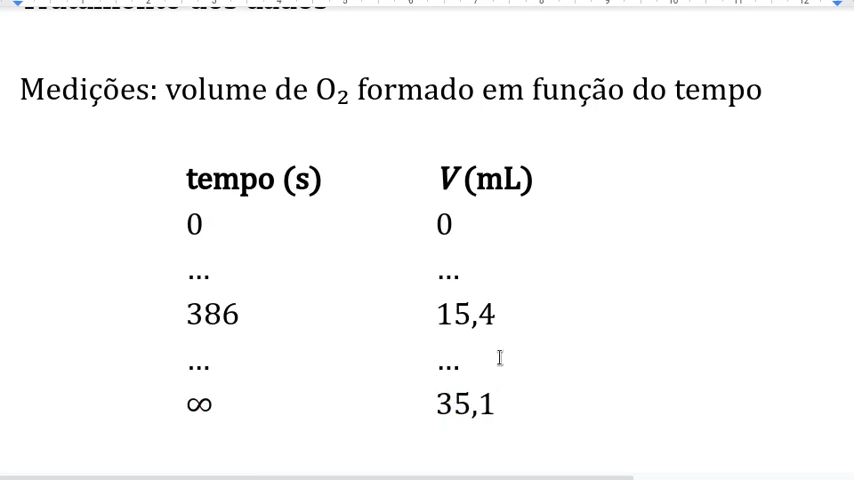 Medições: volume de O₂ formado em função do tempo
tempo (s) V (mL)
0 0
... ...
386 15,4
... ...
∞ 35,1